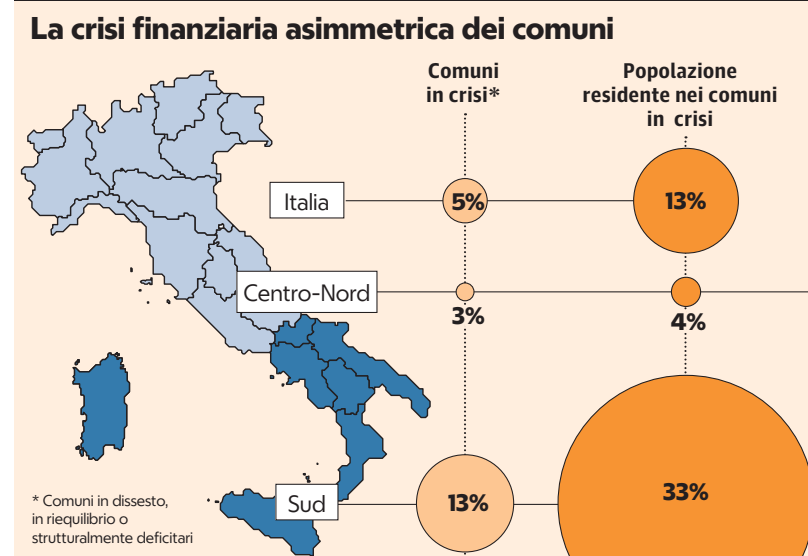 La crisi finanziaria asimmetrica dei comuni
Comuni
in crisi*
Popolazione
residente nei comuni
in crisi
Italia
5%
13%
Centro-Nord
3%
4%
Sud
13%
33%
* Comuni in dissesto,
in riequilibrio o
strutturalmente deficitari